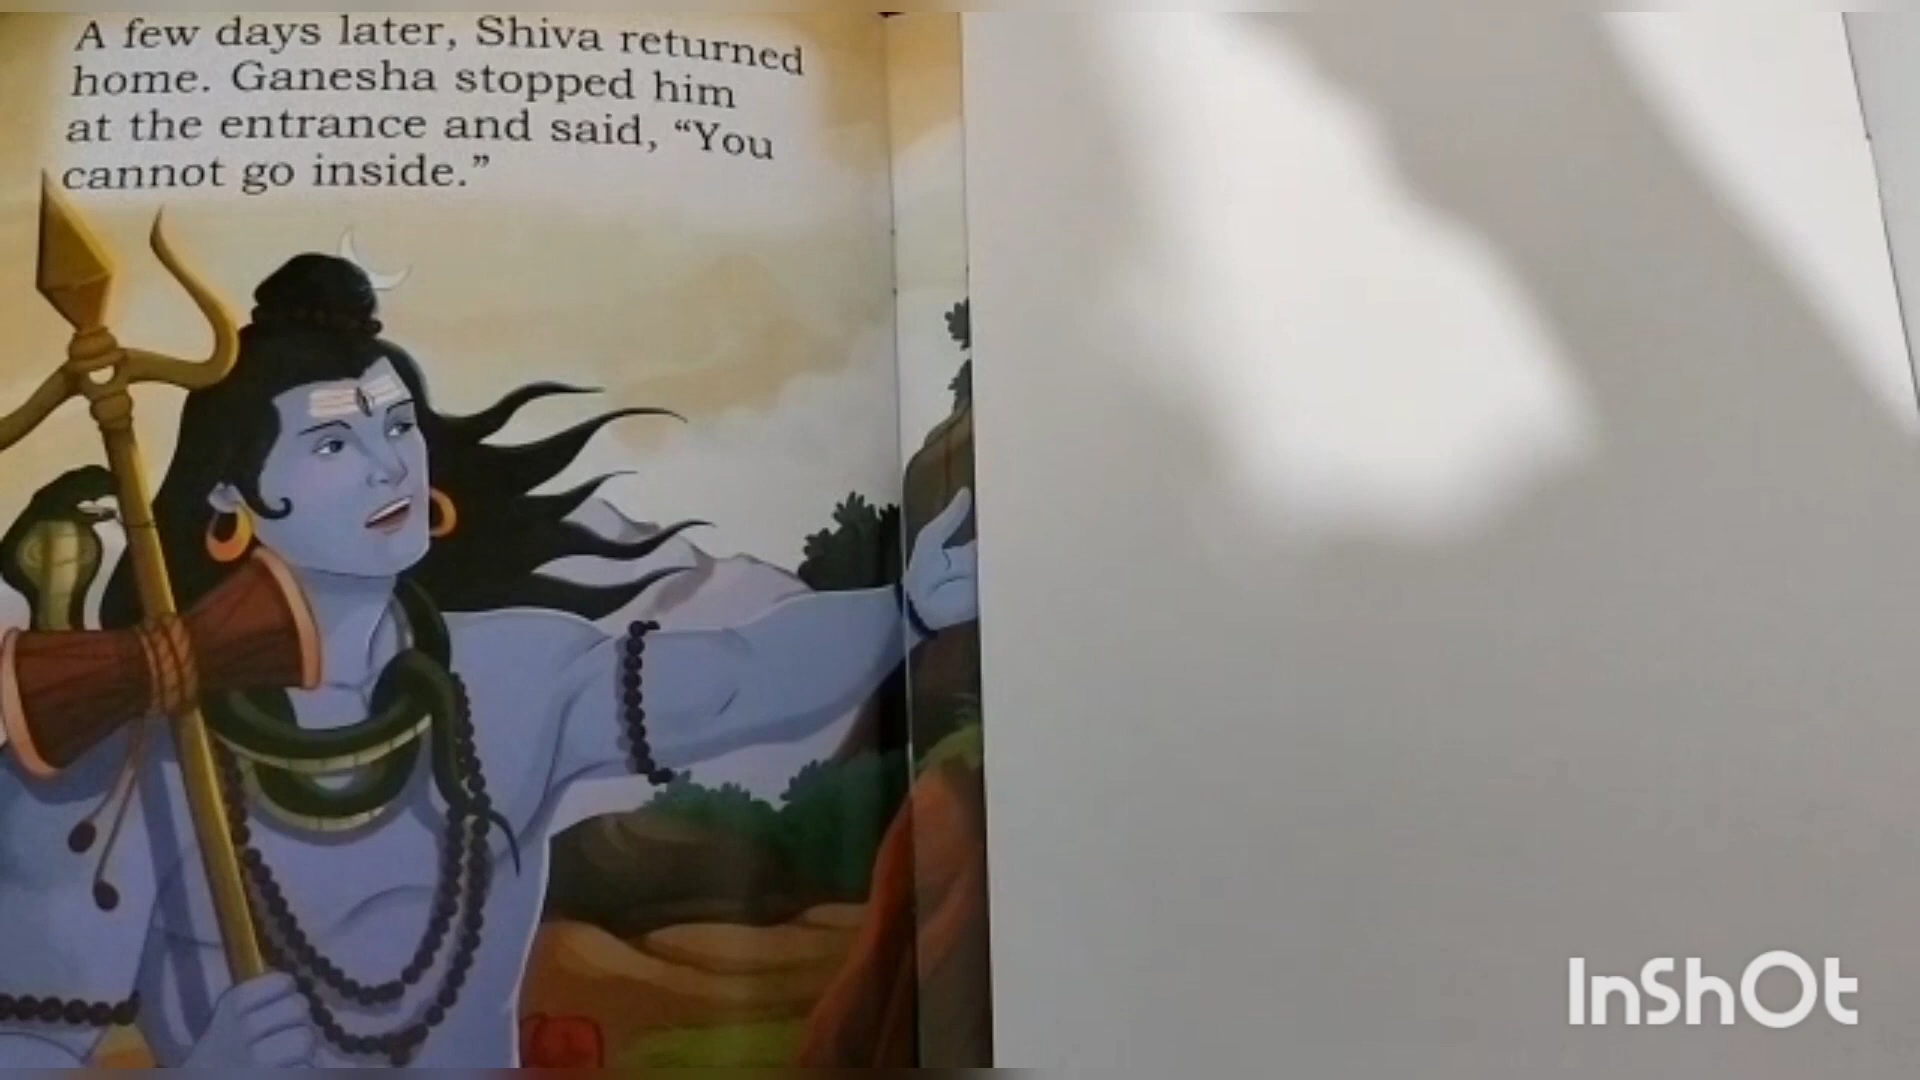 A few days later, Shiva returned
home. Ganesha stopped him
at the entrance and said, “You
cannot go inside.”
InShOt